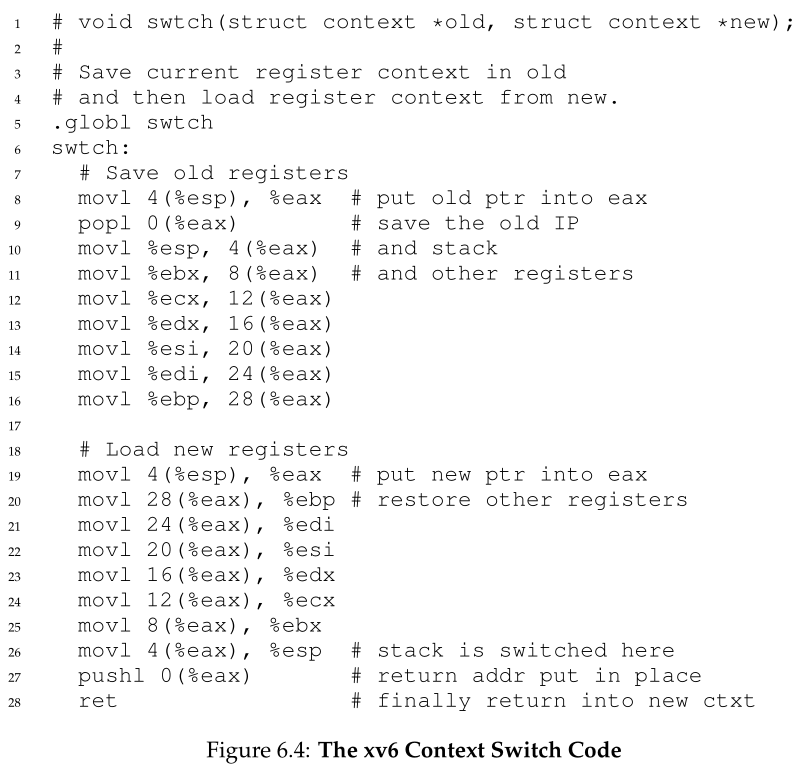 1 # void swtch(struct context *old, struct context *new);
2 #
3 # Save current register context in old
4 # and then load register context from new.
5 .globl swtch
6 swtch:
7 # Save old registers
8 movl 4(%esp), %eax # put old ptr into eax
9 popl 0(%eax) # save the old IP
10 movl %esp, 4(%eax) # and stack
11 movl %ebx, 8(%eax) # and other registers
12 movl %ecx, 12(%eax)
13 movl %edx, 16(%eax)
14 movl %esi, 20(%eax)
15 movl %edi, 24(%eax)
16 movl %ebp, 28(%eax)
17
18 # Load new registers
19 movl 4(%esp), %eax # put new ptr into eax
20 movl 28(%eax), %ebp # restore other registers
21 movl 24(%eax), %edi
22 movl 20(%eax), %esi
23 movl 16(%eax), %edx
24 movl 12(%eax), %ecx
25 movl 8(%eax), %ebx
26 movl 4(%eax), %esp # stack is switched here
27 pushl 0(%eax) # return addr put in place
28 ret # finally return into new ctxt
Figure 6.4: The xv6 Context Switch Code